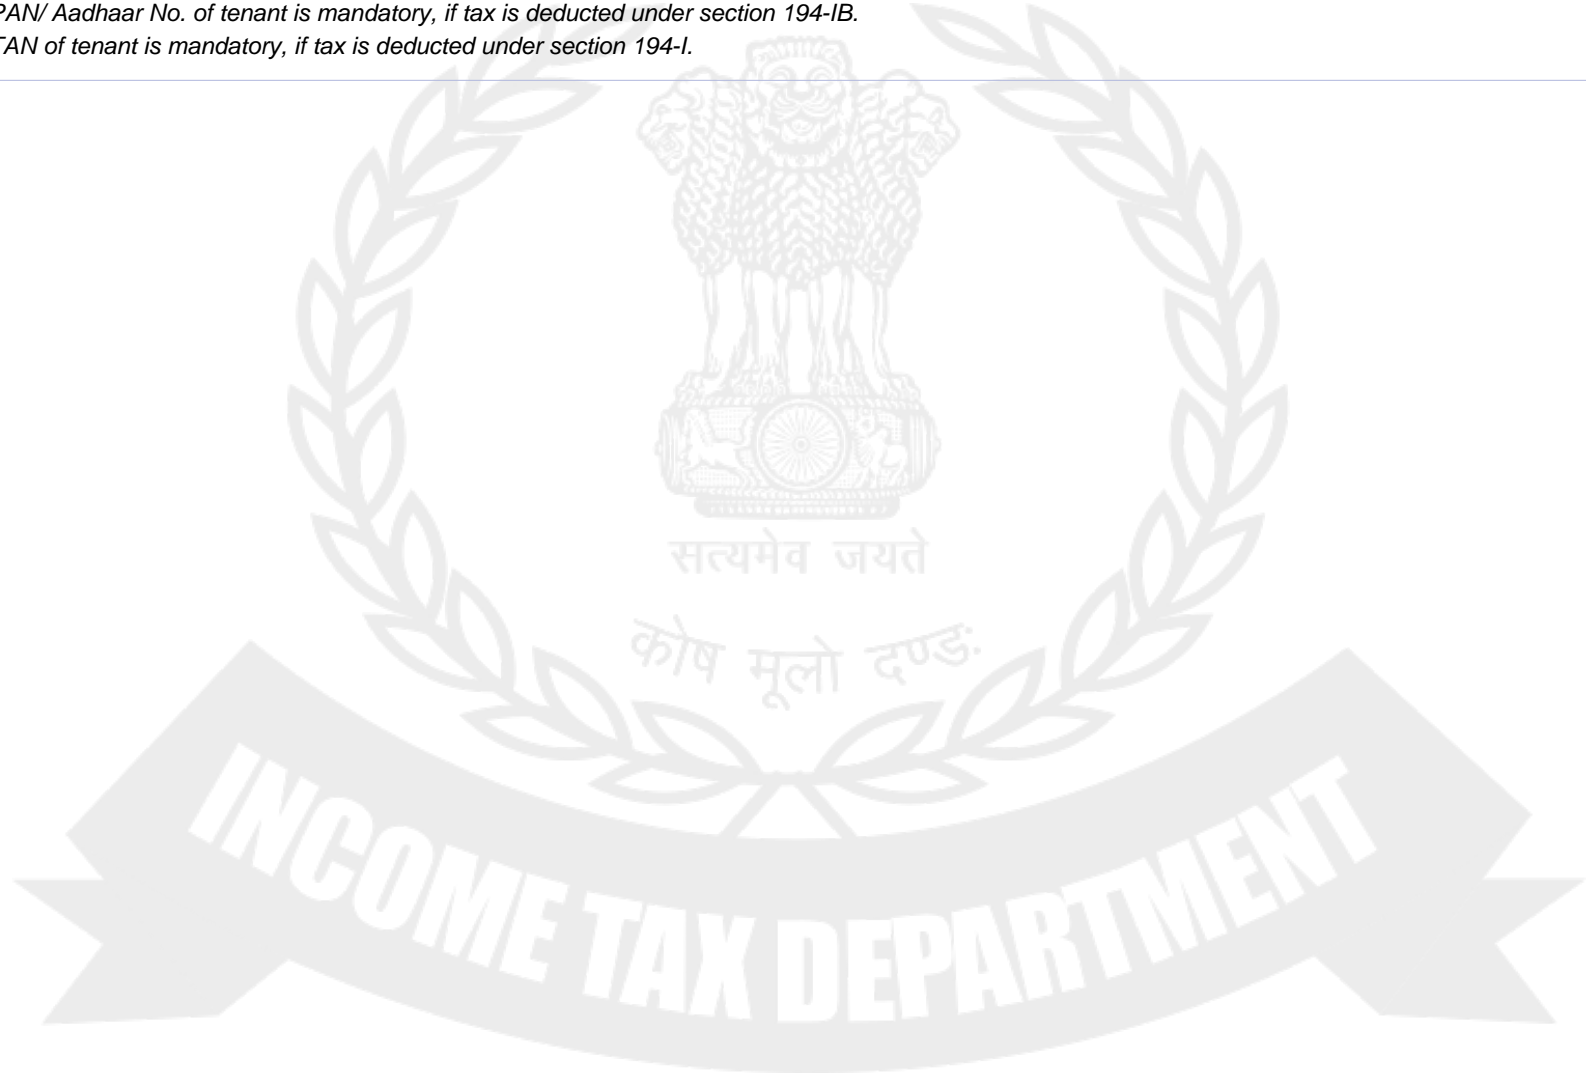 PAN/ Aadhaar No. of tenant is mandatory, if tax is deducted under section 194-IB.
TAN of tenant is mandatory, if tax is deducted under section 194-I.
सत्यमेव जयते
कोष मूलो दण्डः
INCOME TAX DEPARTMENT